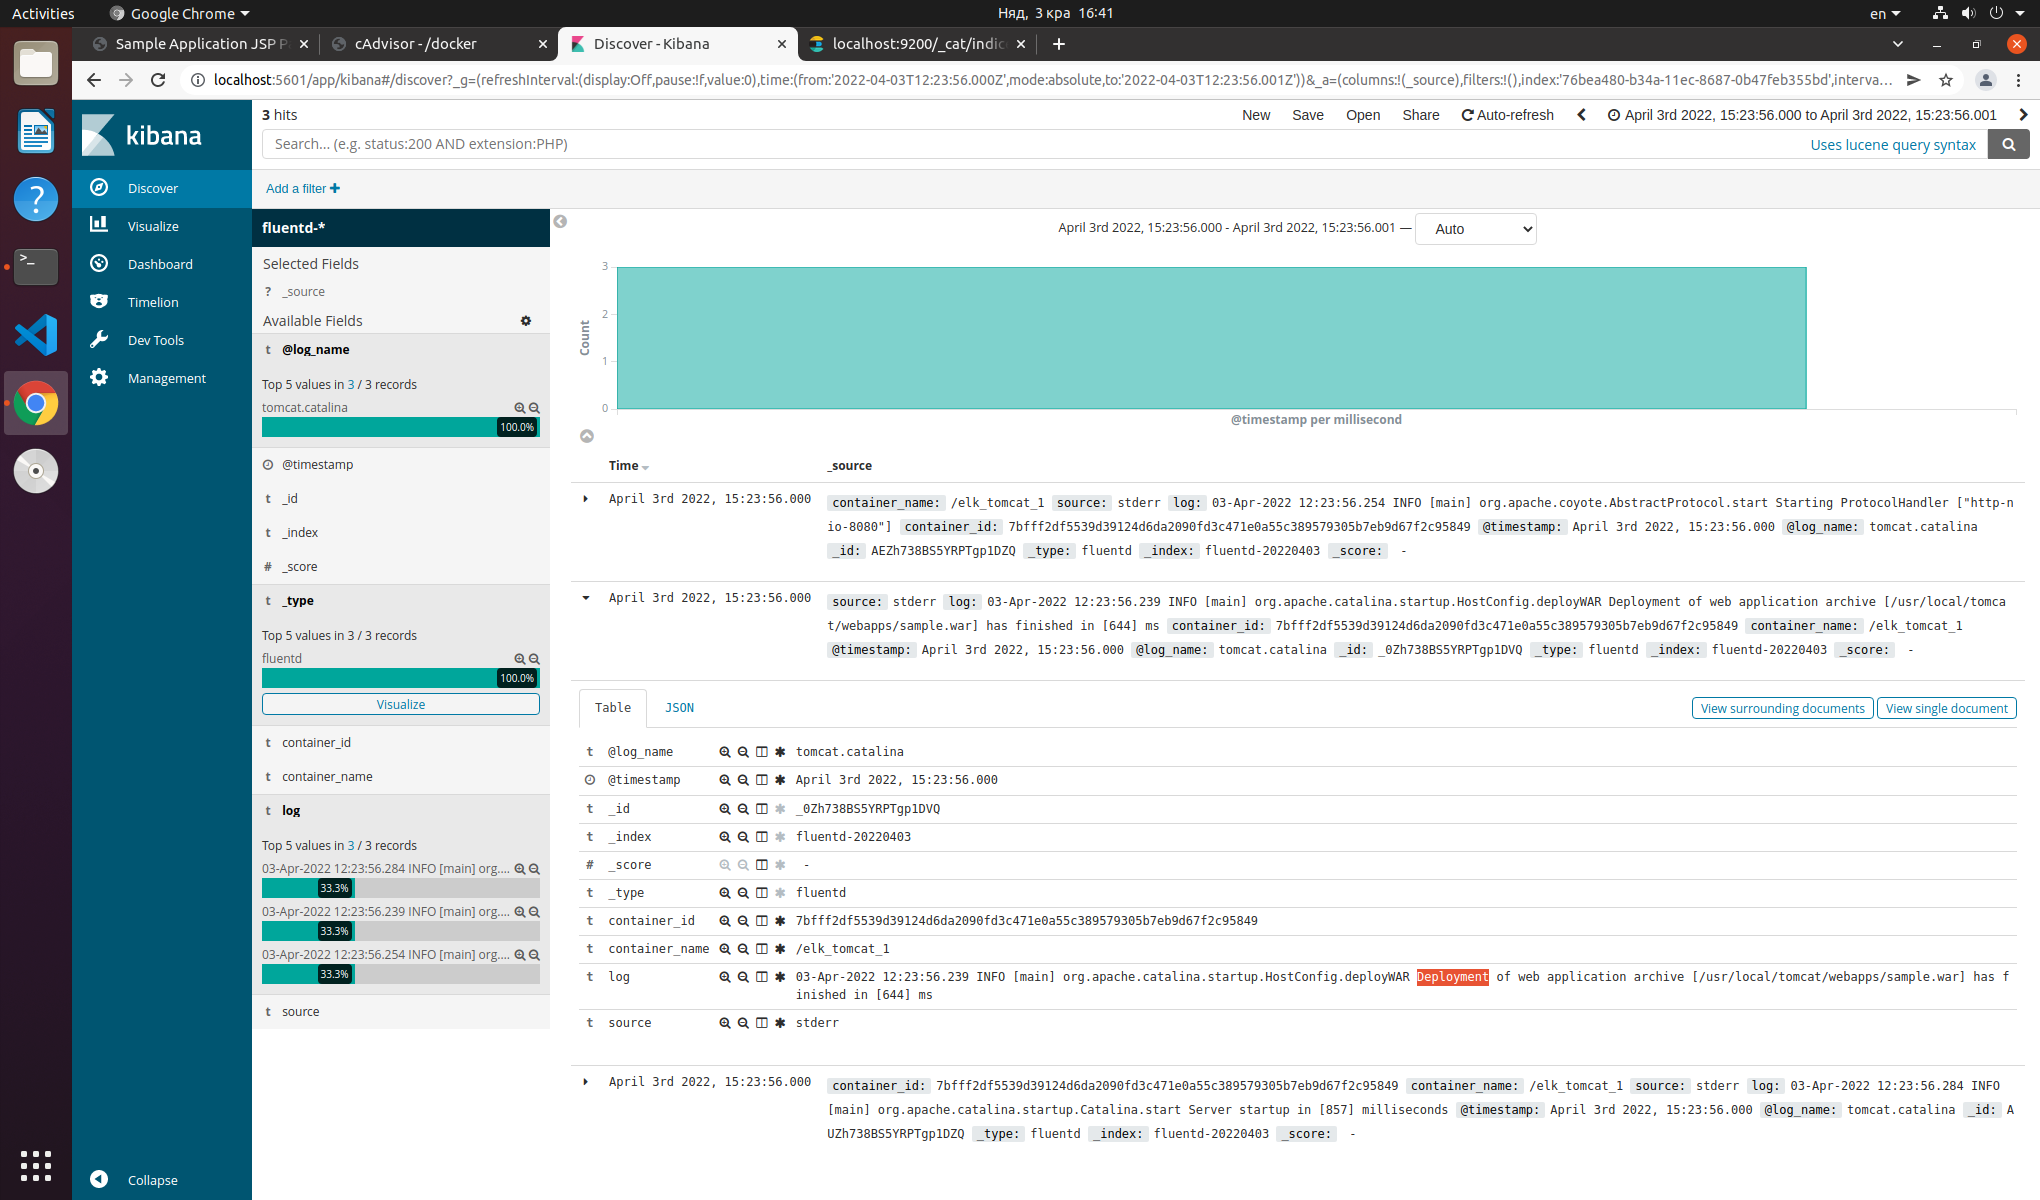 Activities
Google Chrome
Няд, 3 кра 16:41
en
Sample Application JSP P
cAdvisor - /docker
Discover - Kibana
localhost:9200/_cat/indic
localhost:5601/app/kibana#/discover?_g=(refreshInterval:(display:Off,pause:!f,value:0),time:(from:'2022-04-03T12:23:56.000Z',mode:absolute,to:'2022-04-03T12:23:56.001Z'))&_a=(columns:!(_source),filters:!(),index:'76bea480-b34a-11ec-8687-0b47feb355bd',interva...
kibana
Discover
Visualize
Dashboard
Timelion
Dev Tools
Management
Collapse
3 hits
New Save Open Share Auto-refresh April 3rd 2022, 15:23:56.000 to April 3rd 2022, 15:23:56.001
Search... (e.g. status:200 AND extension:PHP)
Uses lucene query syntax
Add a filter
fluentd-*
Selected Fields
? _source
Available Fields
t @log_name
Top 5 values in 3 / 3 records
tomcat.catalina
100.0%
@timestamp
t _id
t _index
# _score
t _type
Top 5 values in 3 / 3 records
fluentd
100.0%
Visualize
t container_id
t container_name
t log
Top 5 values in 3 / 3 records
03-Apr-2022 12:23:56.284 INFO [main] org....
33.3%
03-Apr-2022 12:23:56.239 INFO [main] org....
33.3%
03-Apr-2022 12:23:56.254 INFO [main] org....
33.3%
t source
April 3rd 2022, 15:23:56.000 - April 3rd 2022, 15:23:56.001 —
Auto
3
2
1
0
Count
@timestamp per millisecond
Time _source
April 3rd 2022, 15:23:56.000
container_name: /elk_tomcat_1 source: stderr log: 03-Apr-2022 12:23:56.254 INFO [main] org.apache.coyote.AbstractProtocol.start Starting ProtocolHandler ["http-n
io-8080"] container_id: 7bfff2df5539d39124d6da2090fd3c471e0a55c389579305b7eb9d67f2c95849 @timestamp: April 3rd 2022, 15:23:56.000 @log_name: tomcat.catalina
_id: AEZh738BS5YRPTgp1DZQ _type: fluentd _index: fluentd-20220403 _score: -
April 3rd 2022, 15:23:56.000
source: stderr log: 03-Apr-2022 12:23:56.239 INFO [main] org.apache.catalina.startup.HostConfig.deployWAR Deployment of web application archive [/usr/local/tomca
t/webapps/sample.war] has finished in [644] ms container_id: 7bfff2df5539d39124d6da2090fd3c471e0a55c389579305b7eb9d67f2c95849 container_name: /elk_tomcat_1
@timestamp: April 3rd 2022, 15:23:56.000 @log_name: tomcat.catalina _id: _0Zh738BS5YRPTgp1DVQ _type: fluentd _index: fluentd-20220403 _score: -
Table JSON
View surrounding documents View single document
t @log_name tomcat.catalina
@timestamp April 3rd 2022, 15:23:56.000
t _id _0Zh738BS5YRPTgp1DVQ
t _index fluentd-20220403
# _score -
t _type fluentd
t container_id 7bfff2df5539d39124d6da2090fd3c471e0a55c389579305b7eb9d67f2c95849
t container_name /elk_tomcat_1
t log 03-Apr-2022 12:23:56.239 INFO [main] org.apache.catalina.startup.HostConfig.deployWAR Deployment of web application archive [/usr/local/tomcat/webapps/sample.war] has f
inished in [644] ms
t source stderr
April 3rd 2022, 15:23:56.000
container_id: 7bfff2df5539d39124d6da2090fd3c471e0a55c389579305b7eb9d67f2c95849 container_name: /elk_tomcat_1 source: stderr log: 03-Apr-2022 12:23:56.284 INFO
[main] org.apache.catalina.startup.Catalina.start Server startup in [857] milliseconds @timestamp: April 3rd 2022, 15:23:56.000 @log_name: tomcat.catalina _id: A
UZh738BS5YRPTgp1DZQ _type: fluentd _index: fluentd-20220403 _score: -